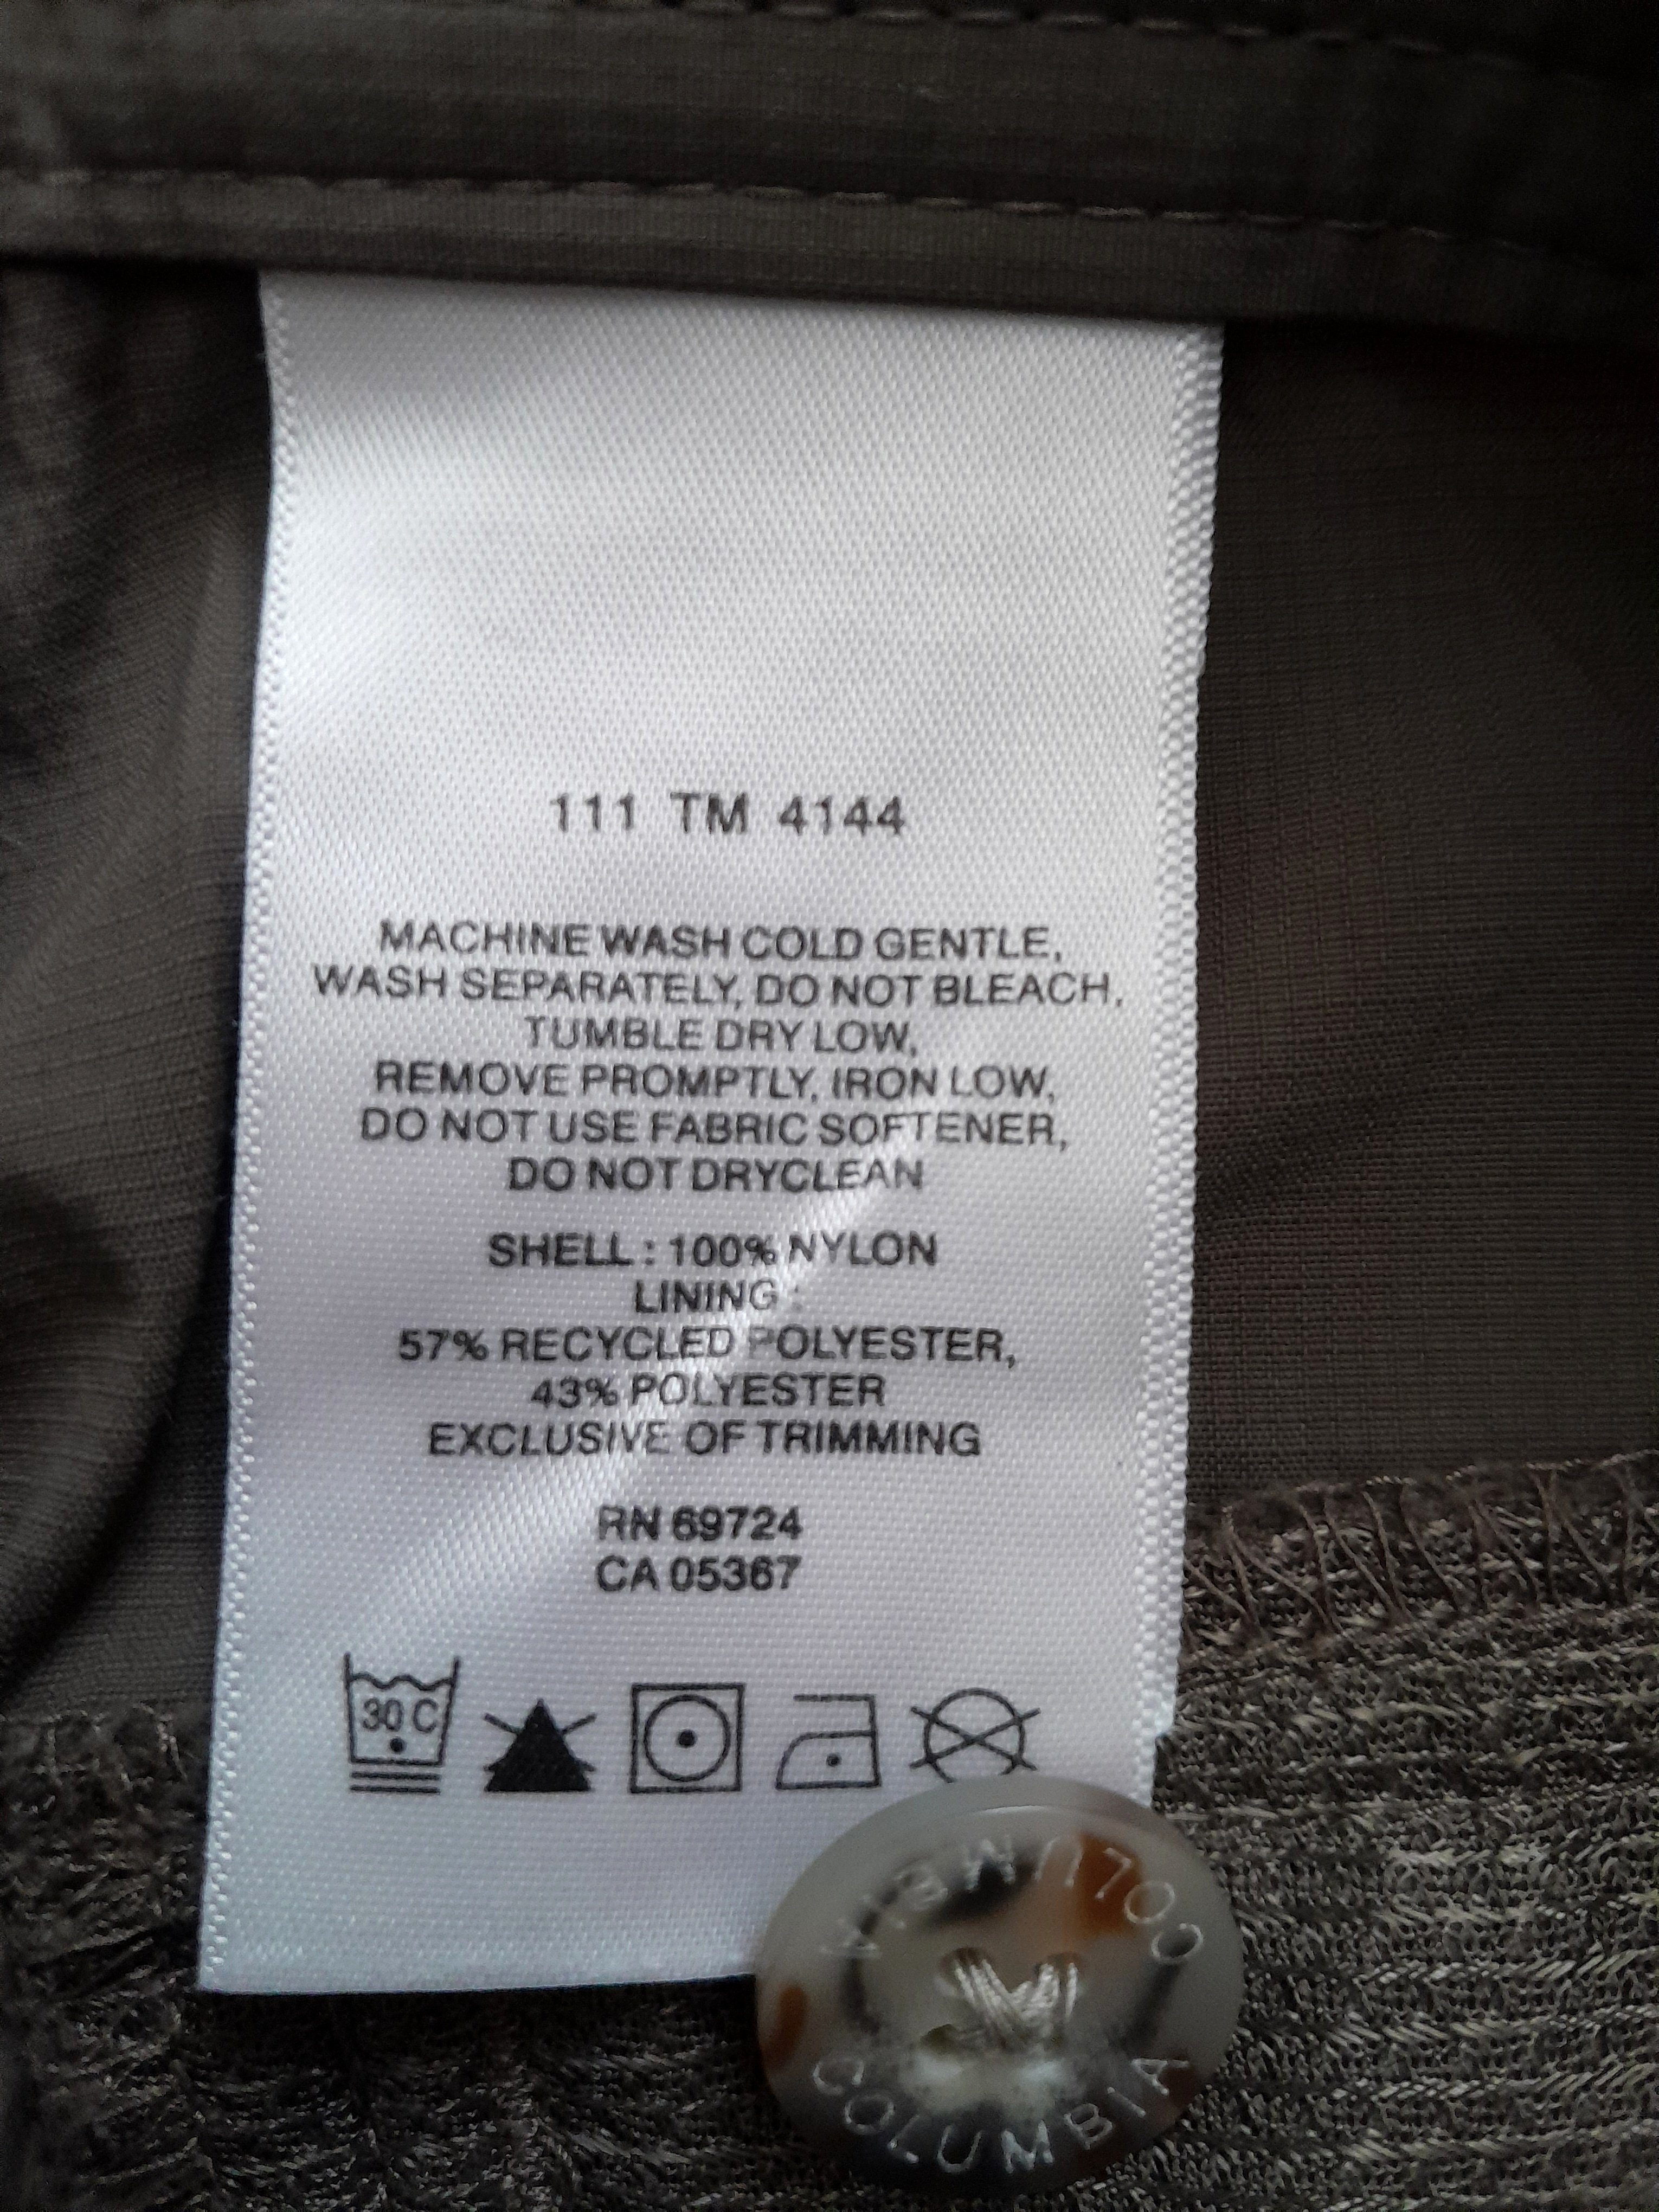 111 TM 4144
MACHINE WASH COLD GENTLE,
WASH SEPARATELY, DO NOT BLEACH,
TUMBLE DRY LOW,
REMOVE PROMPTLY, IRON LOW,
DO NOT USE FABRIC SOFTENER,
DO NOT DRYCLEAN
SHELL : 100% NYLON
LINING :
57% RECYCLED POLYESTER,
43% POLYESTER
EXCLUSIVE OF TRIMMING
RN 69724
CA 05367
30 C
COLUMBIA
COLUMBIA